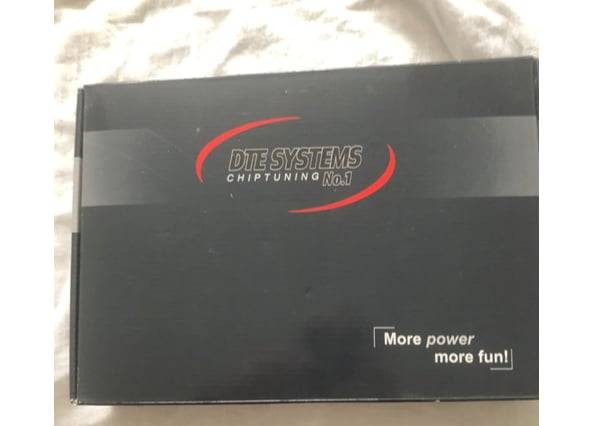 DTE SYSTEMS
CHIPTUNING No.1
More power
more fun!